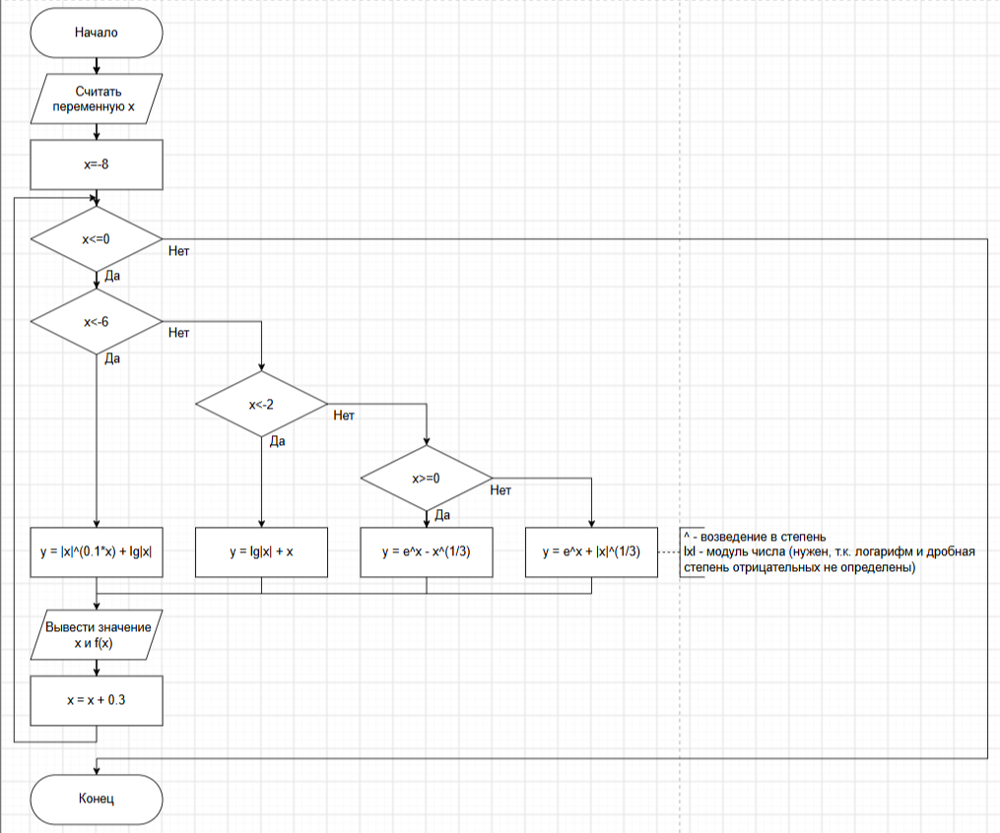 Начало
Считать
переменную x
x=-8
x<=0
Нет
Да
x<-6
Нет
Да
x<-2
Нет
Да
x>=0
Нет
Да
y = |x|^(0.1*x) + lg|x|
y = lg|x| + x
y = e^x - x^(1/3)
y = e^x + |x|^(1/3)
^ - возведение в степень
|x| - модуль числа (нужен, т.к. логарифм и дробная
степень отрицательных не определены)
Вывести значение
x и f(x)
x = x + 0.3
Конец